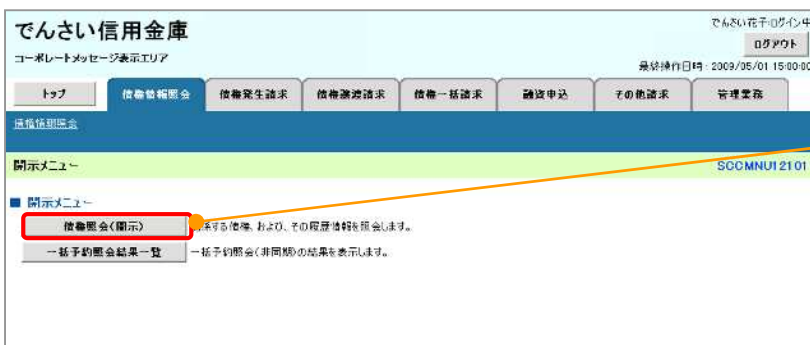 でんさい信用金庫
コーポレートメッセージ表示エリア
でんさい花子:ログイン中
ログアウト
最終操作日時:2009/05/01 15:00:00
トップ 債権情報照会 債権発生請求 債権譲渡請求 債権一括請求 融資申込 その他請求 管理業務
債権情報照会
開示メニュー SCCMNU12101
■ 開示メニュー
債権照会(開示) 係する債権、および、その履歴情報を照会します。
一括予約照会結果一覧 一括予約照会(非同期)の結果を表示します。